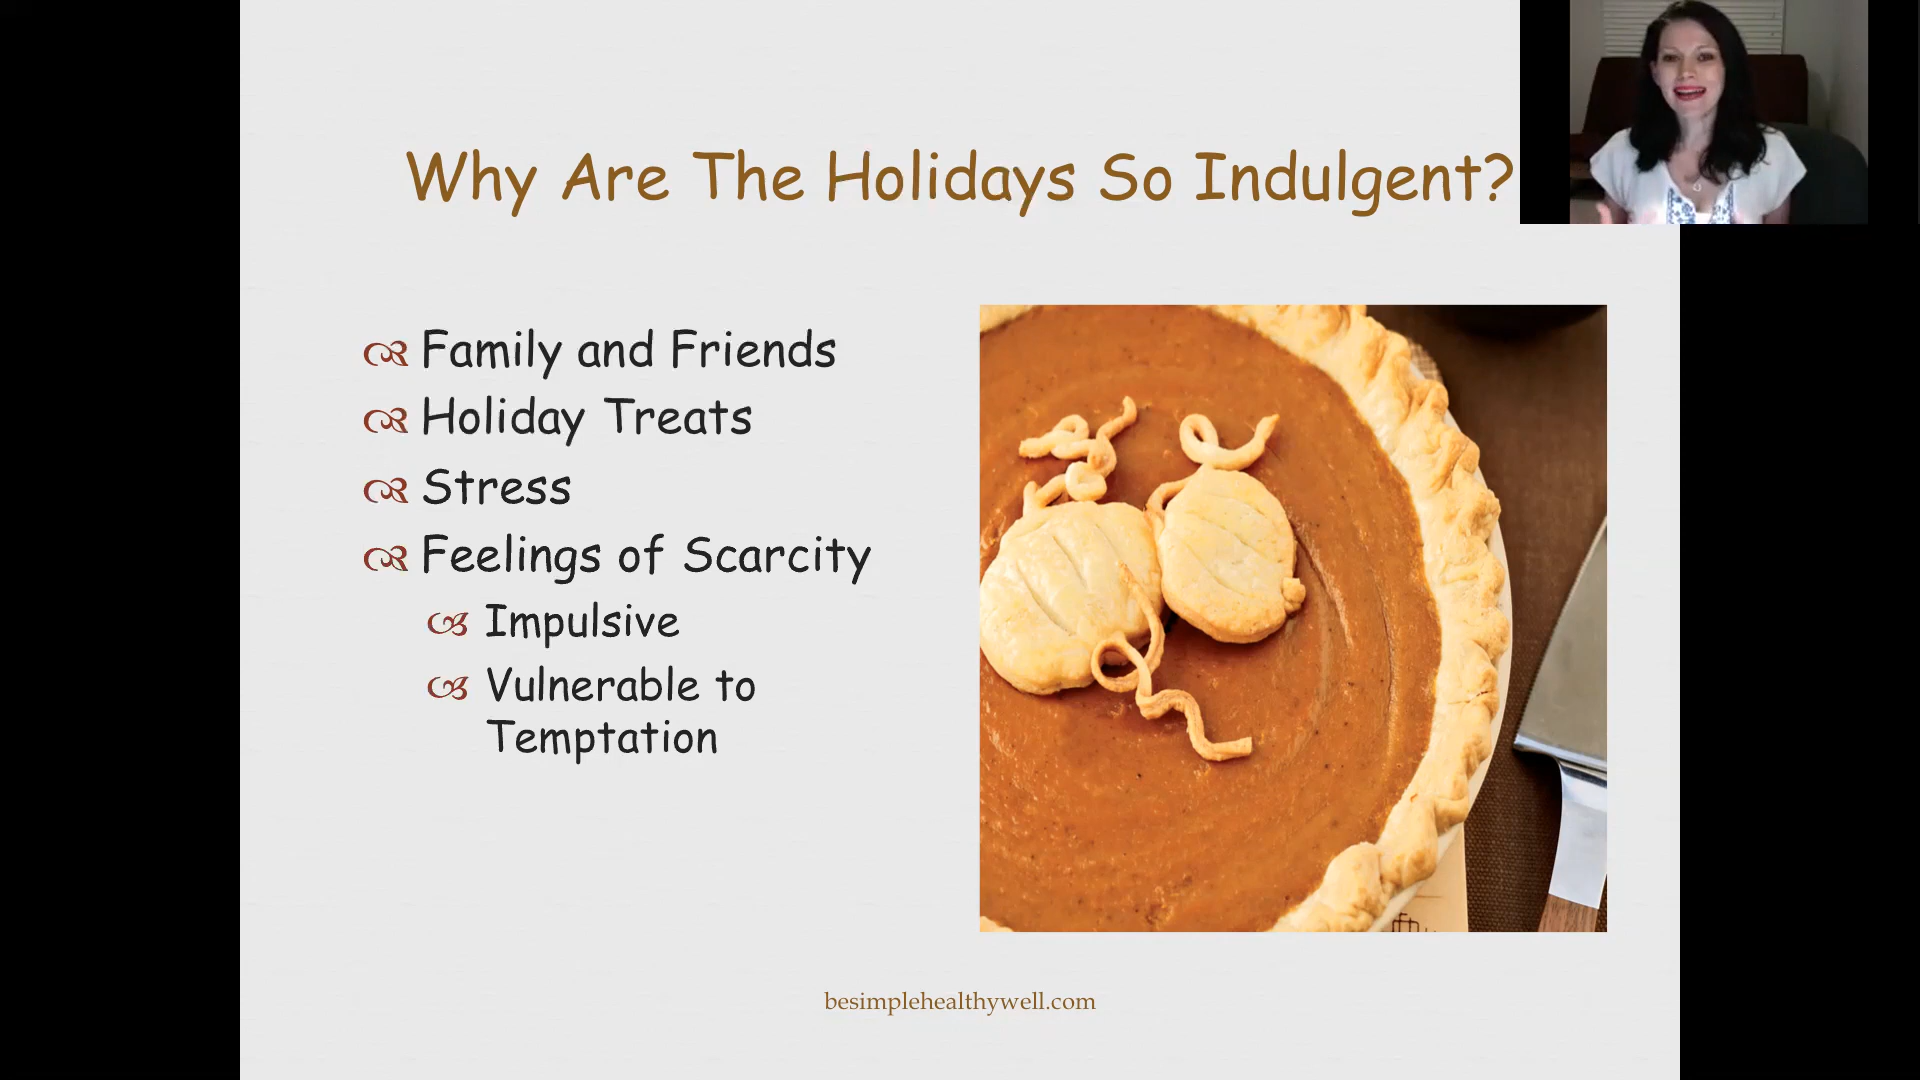 Why Are The Holidays So Indulgent?
Family and Friends
Holiday Treats
Stress
Feelings of Scarcity
Impulsive
Vulnerable to
Temptation
besimplehealthywell.com